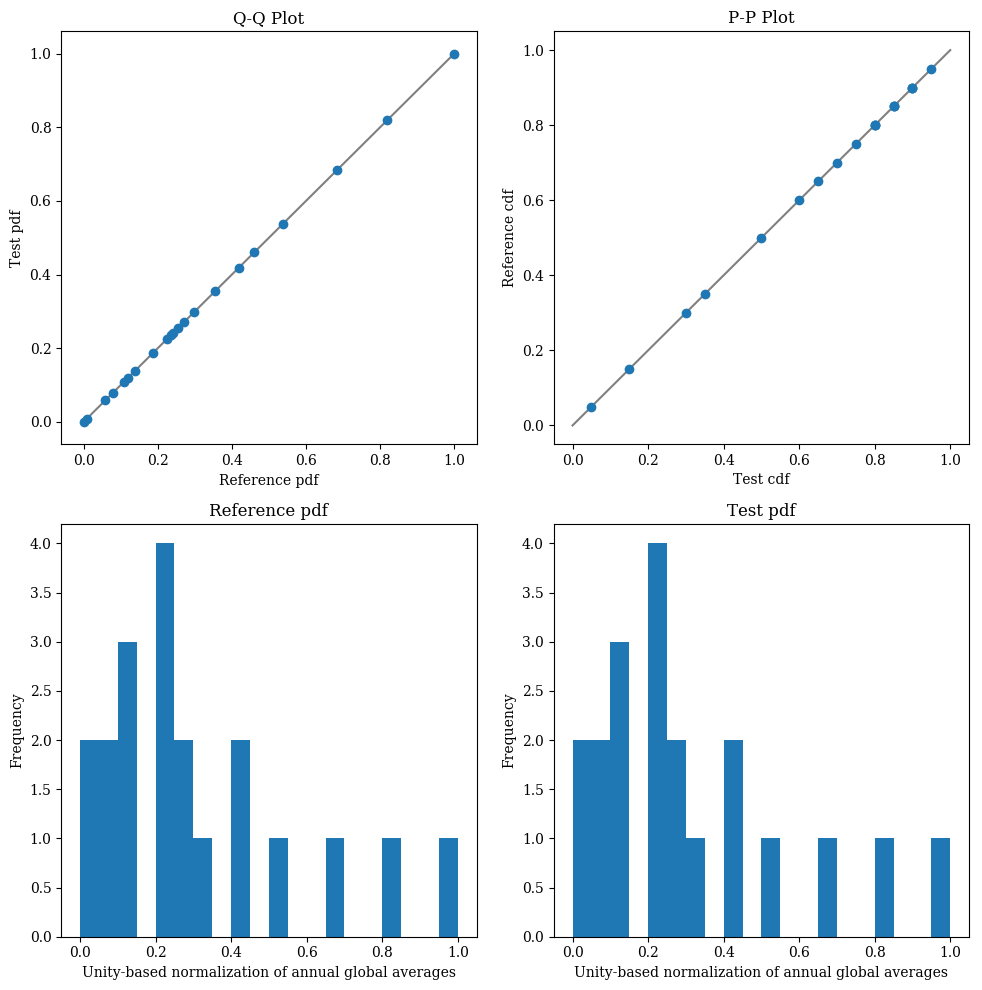 Q-Q Plot
1.0
0.8
0.6
0.4
0.2
0.0
Test pdf
0.0 0.2 0.4 0.6 0.8 1.0
Reference pdf
P-P Plot
1.0
0.8
0.6
0.4
0.2
0.0
Reference cdf
0.0 0.2 0.4 0.6 0.8 1.0
Test cdf
Reference pdf
4.0
3.5
3.0
2.5
2.0
1.5
1.0
0.5
0.0
Frequency
0.0 0.2 0.4 0.6 0.8 1.0
Unity-based normalization of annual global averages
Test pdf
4.0
3.5
3.0
2.5
2.0
1.5
1.0
0.5
0.0
Frequency
0.0 0.2 0.4 0.6 0.8 1.0
Unity-based normalization of annual global averages